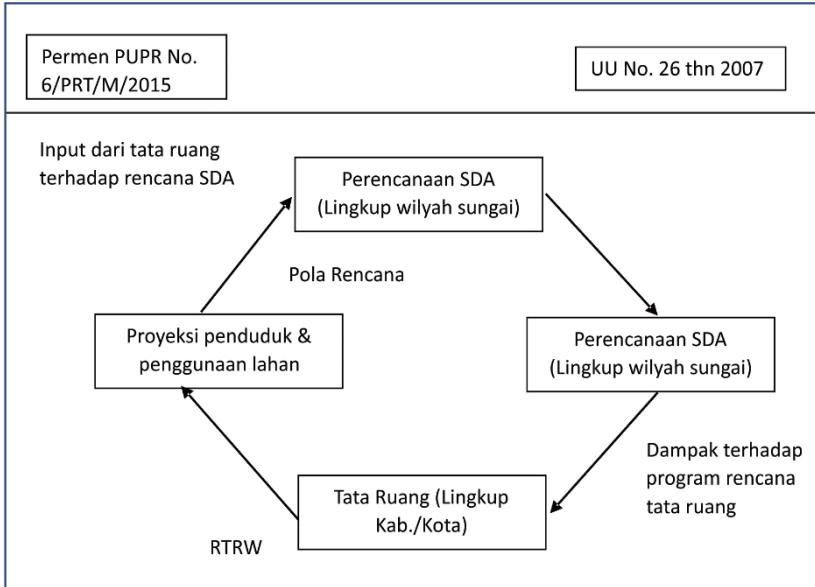 Permen PUPR No.
6/PRT/M/2015
UU No. 26 thn 2007
Input dari tata ruang
terhadap rencana SDA
Perencanaan SDA
(Lingkup wilyah sungai)
Pola Rencana
Proyeksi penduduk &
penggunaan lahan
Perencanaan SDA
(Lingkup wilyah sungai)
Dampak terhadap
program rencana
tata ruang
Tata Ruang (Lingkup
Kab./Kota)
RTRW